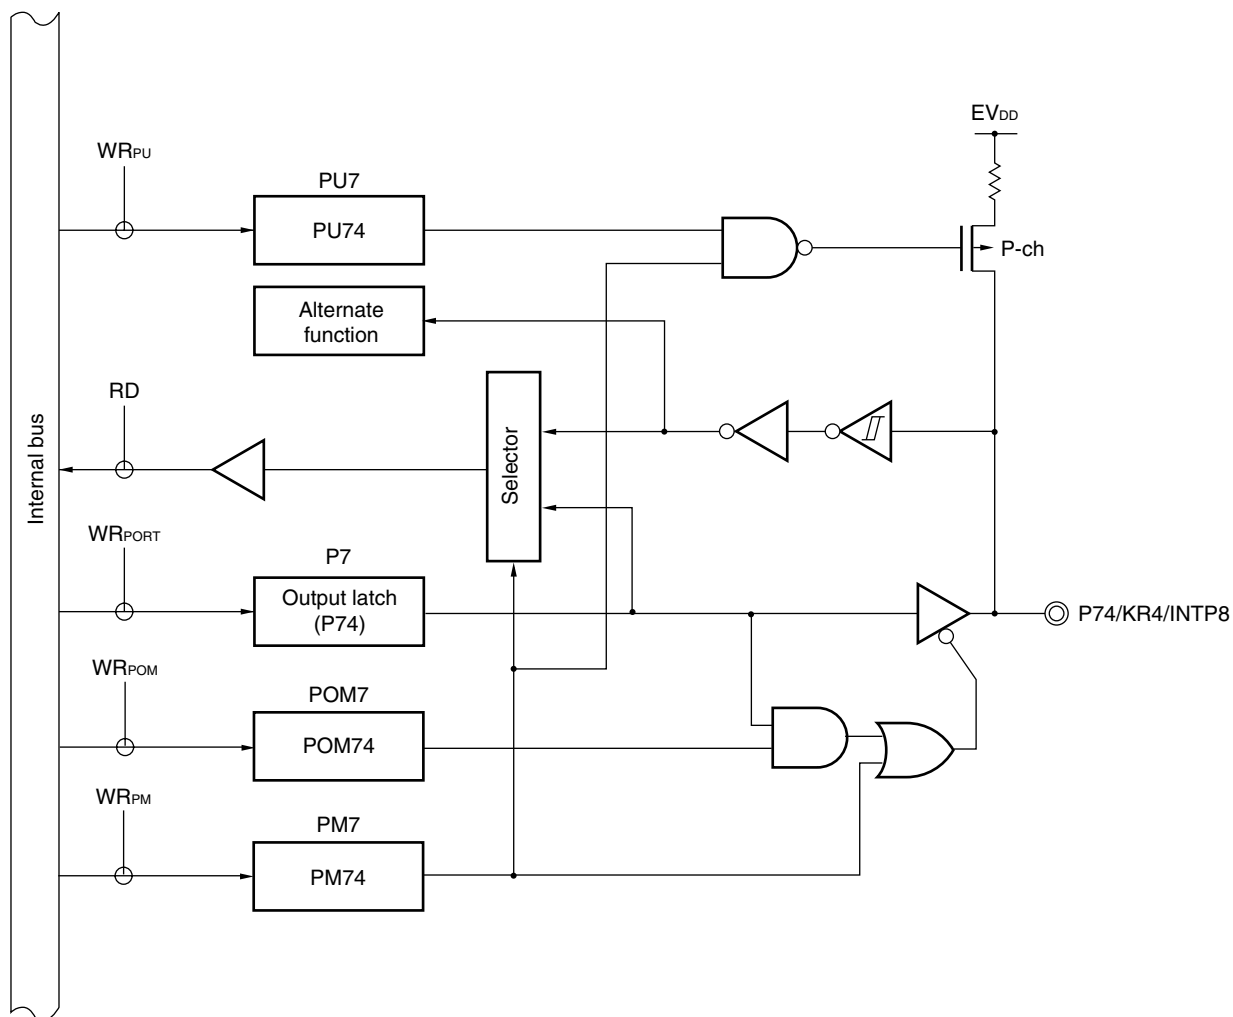 EVDD
WRPU
PU7
PU74
P-ch
Alternate
function
RD
Internal bus
Selector
WRPORT
P7
Output latch
(P74)
P74/KR4/INTP8
WRPOM
POM7
POM74
WRPM
PM7
PM74